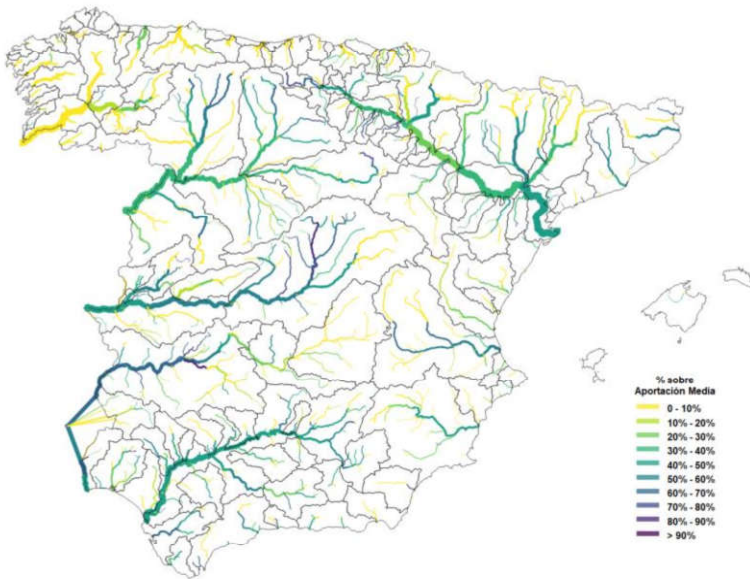 % sobre
Aportación Media
0 - 10%
10% - 20%
20% - 30%
30% - 40%
40% - 50%
50% - 60%
60% - 70%
70% - 80%
80% - 90%
> 90%